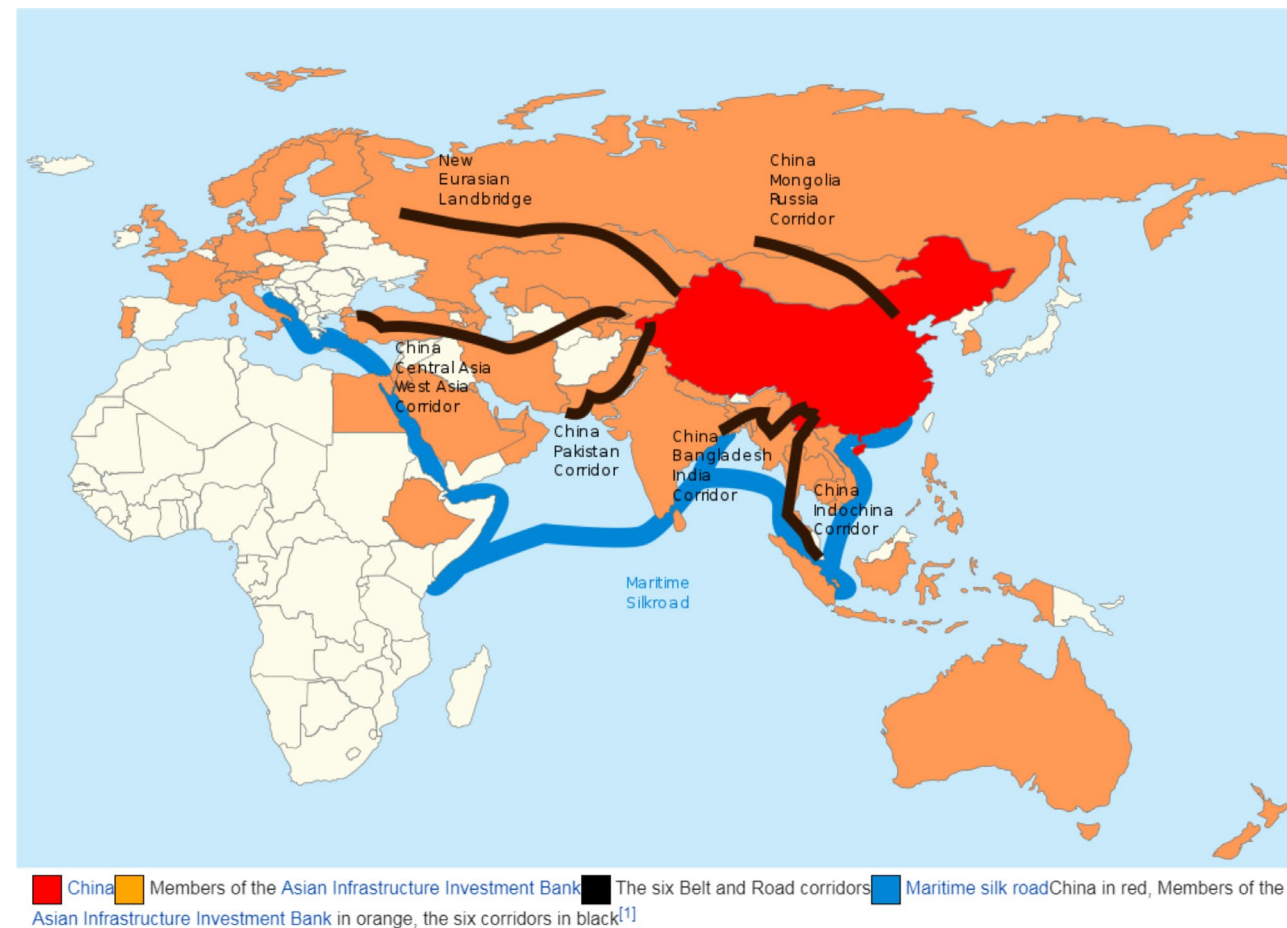 New
Eurasian
Landbridge
China
Mongolia
Russia
Corridor
China
Central Asia
West Asia
Corridor
China
Pakistan
Corridor
China
Bangladesh
India
Corridor
China
Indochina
Corridor
Maritime
Silkroad
China Members of the Asian Infrastructure Investment Bank The six Belt and Road corridors Maritime silk roadChina in red, Members of the
Asian Infrastructure Investment Bank in orange, the six corridors in black[1]